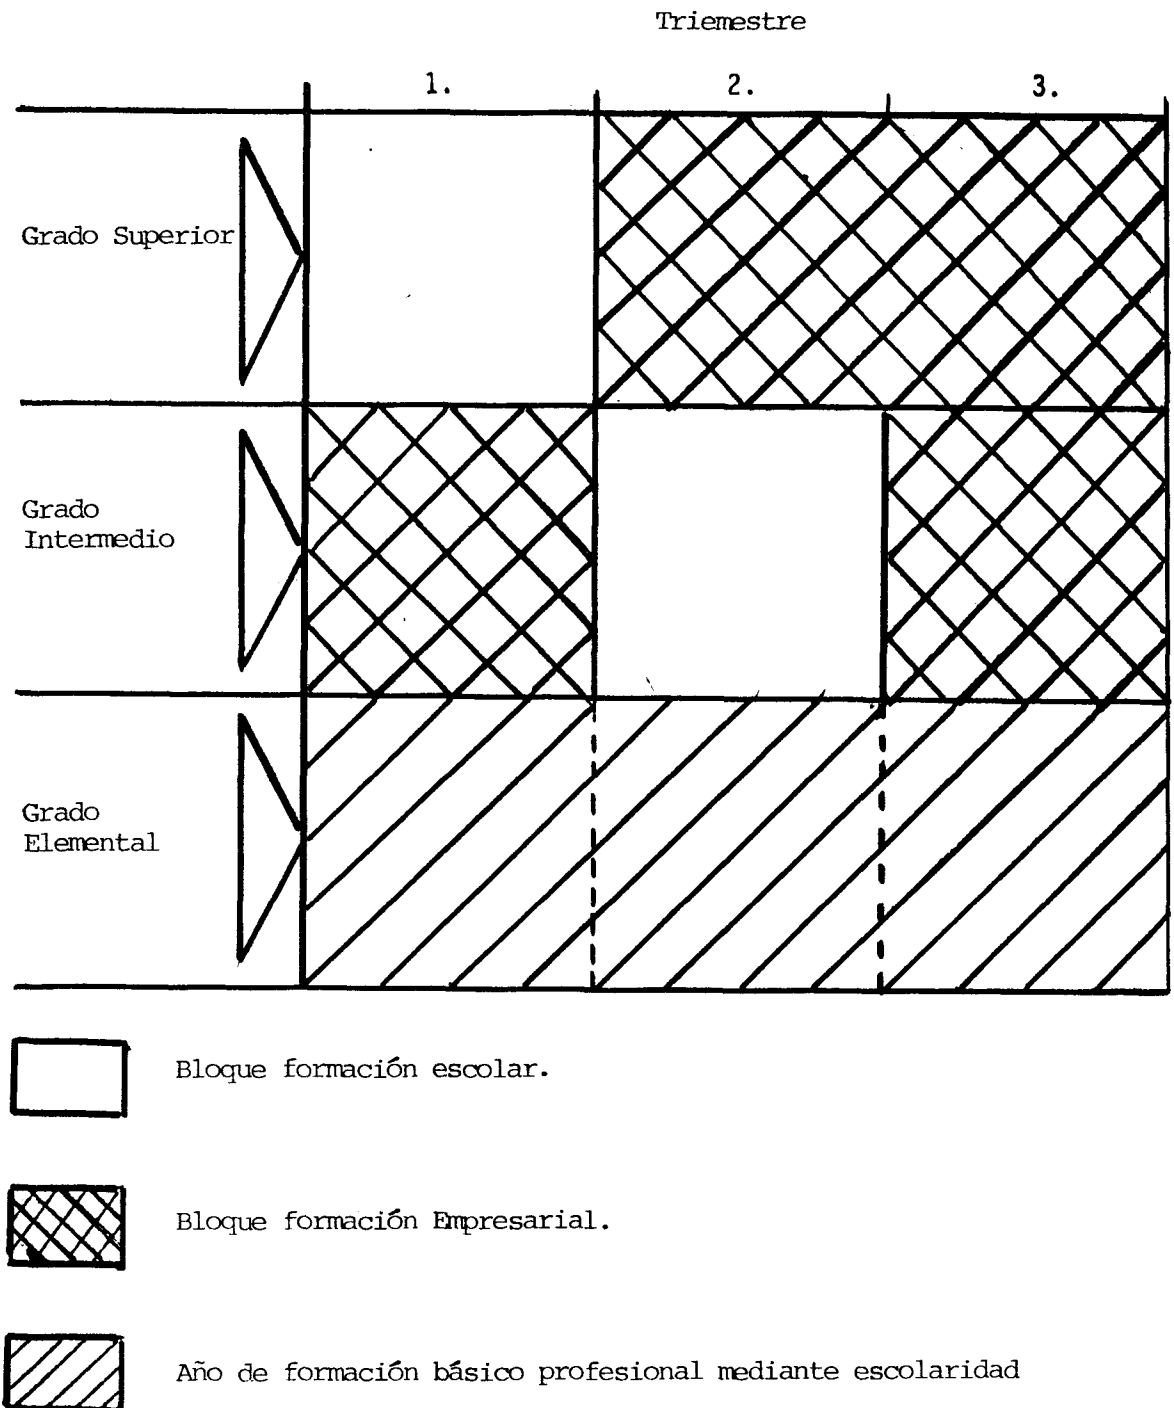 Triemestre
1. 2. 3.
Grado Superior
Grado
Intermedio
Grado
Elemental
Bloque formación escolar.
Bloque formación Empresarial.
Año de formación básico profesional mediante escolaridad